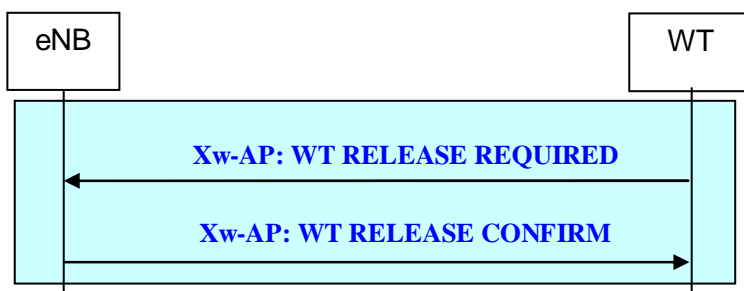 eNB
WT
Xw-AP: WT RELEASE REQUIRED
Xw-AP: WT RELEASE CONFIRM